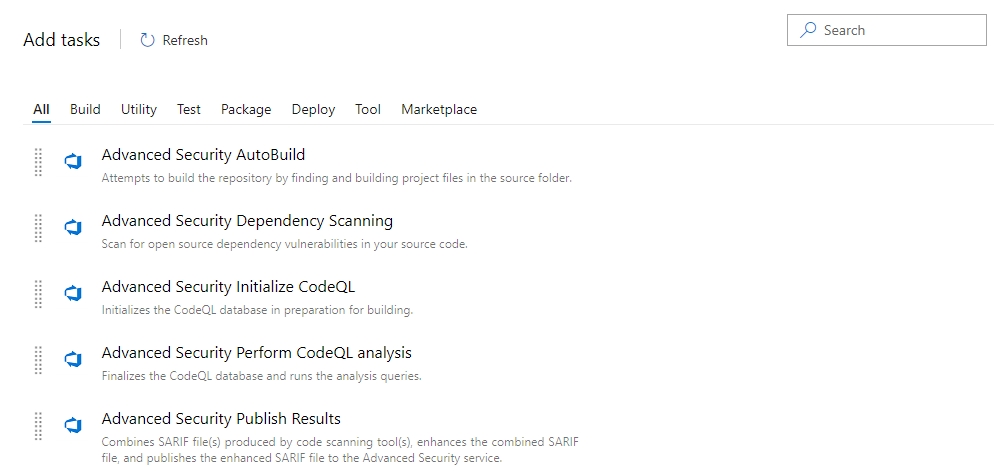 Add tasks
Refresh
Search
All Build Utility Test Package Deploy Tool Marketplace
Advanced Security AutoBuild
Attempts to build the repository by finding and building project files in the source folder.
Advanced Security Dependency Scanning
Scan for open source dependency vulnerabilities in your source code.
Advanced Security Initialize CodeQL
Initializes the CodeQL database in preparation for building.
Advanced Security Perform CodeQL analysis
Finalizes the CodeQL database and runs the analysis queries.
Advanced Security Publish Results
Combines SARIF file(s) produced by code scanning tool(s), enhances the combined SARIF
file, and publishes the enhanced SARIF file to the Advanced Security service.